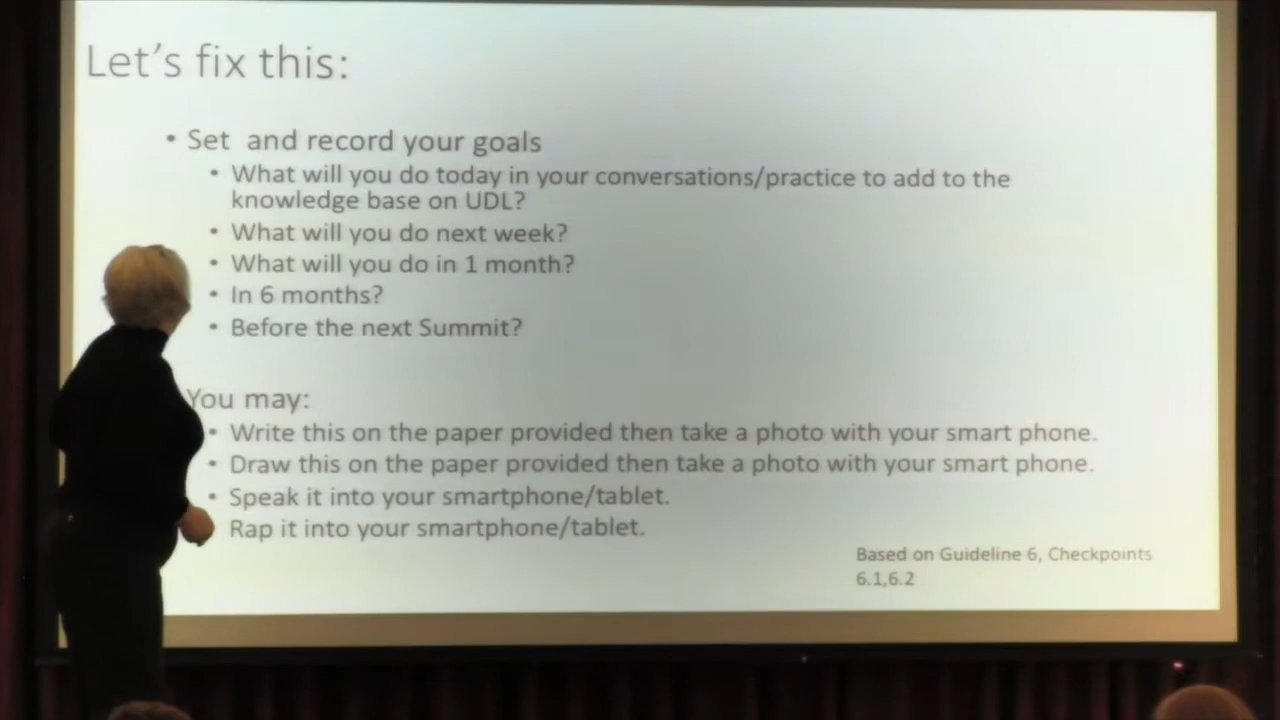 Let's fix this:
• Set and record your goals
• What will you do today in your conversations/practice to add to the
knowledge base on UDL?
• What will you do next week?
• What will you do in 1 month?
• In 6 months?
• Before the next Summit?
You may:
• Write this on the paper provided then take a photo with your smart phone.
• Draw this on the paper provided then take a photo with your smart phone.
• Speak it into your smartphone/tablet.
Rap it into your smartphone/tablet.
Based on Guideline 6, Checkpoints
6.1,6.2